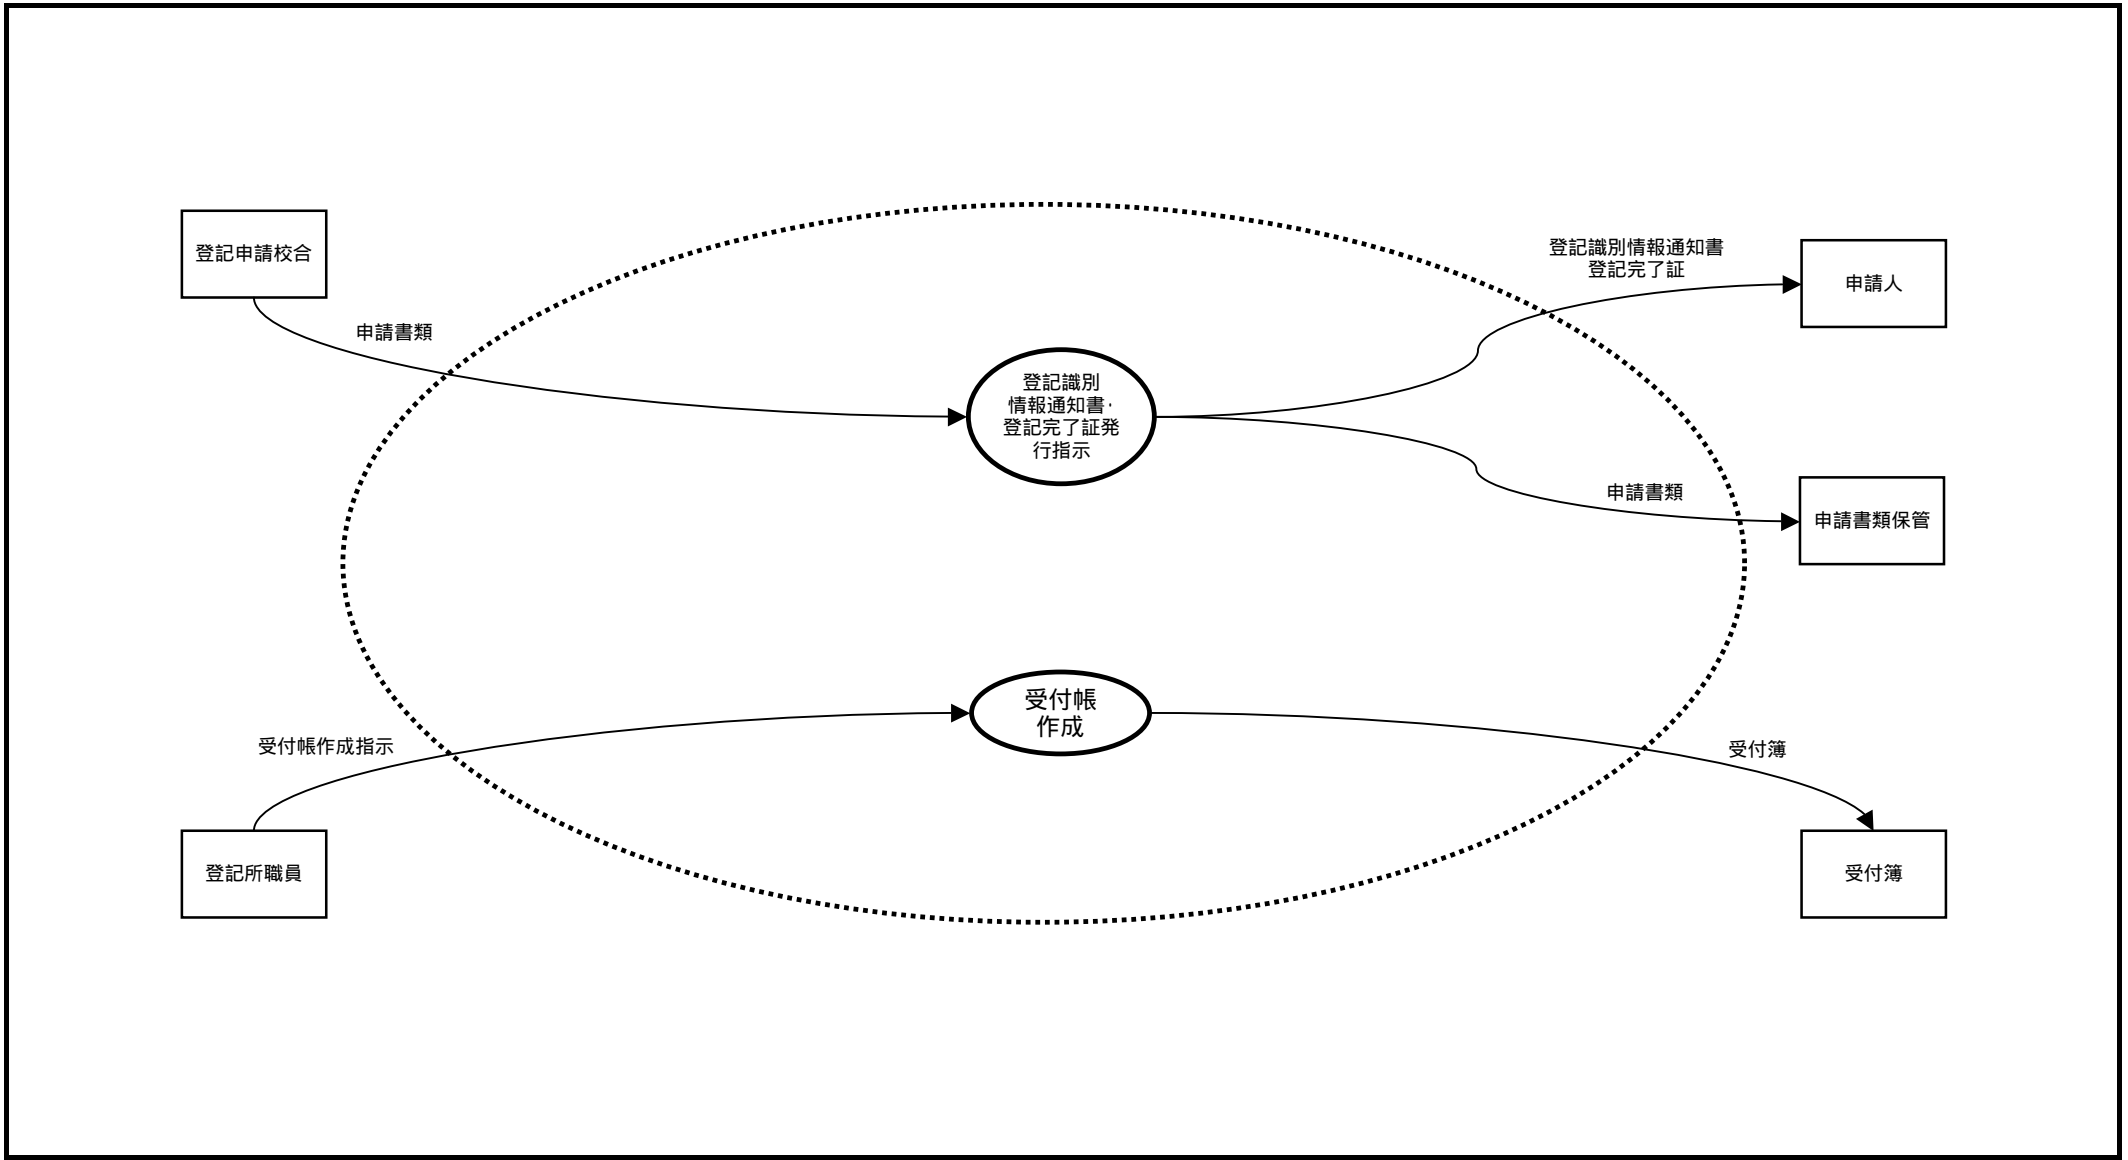 登記申請校合
申請書類
登記識別
情報通知書·
登記完了証発
行指示
登記識別情報通知書
登記完了証
申請人
申請書類
申請書類保管
受付帳作成指示
登記所職員
受付帳
作成
受付簿
受付簿